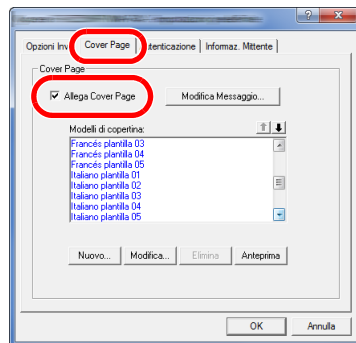 Opzioni Inv
Cover Page
utenticazione
Informaz. Mittente
Cover Page
Allega Cover Page
Modifica Messaggio...
Modelli di copertina:
Francés plantilla 03
Francés plantilla 04
Francés plantilla 05
Italiano plantilla 01
Italiano plantilla 02
Italiano plantilla 03
Italiano plantilla 04
Italiano plantilla 05
Nuovo...
Modifica...
Elimina
Anteprima
OK
Annulla